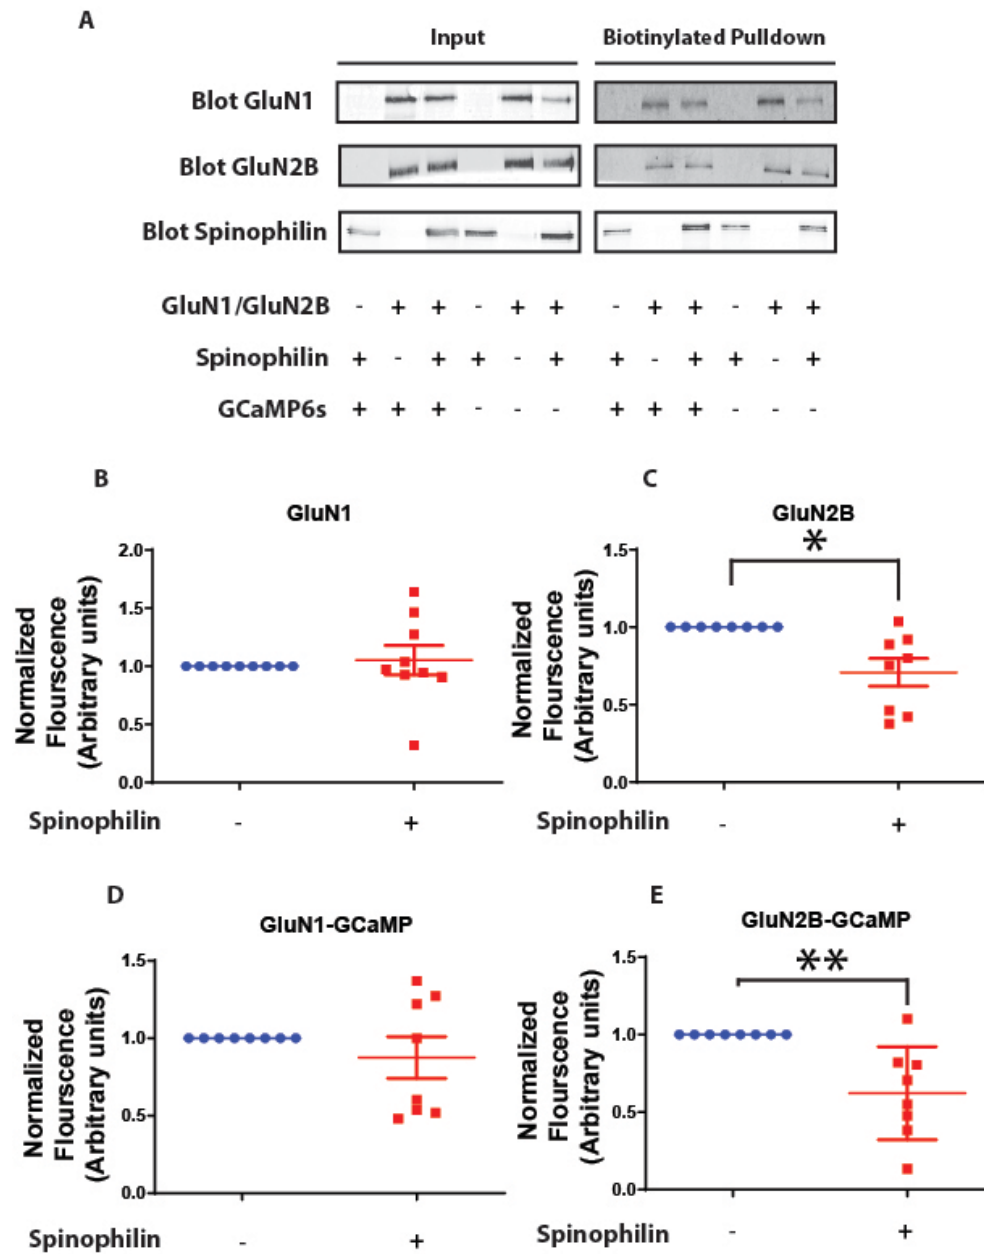 A
Input Biotinylated Pulldown
Blot GluN1
Blot GluN2B
Blot Spinophilin
GluN1/GluN2B - + + - + + - + + - + +
Spinophilin + - + + - + + - + + - +
GCaMP6s + + + - - - + + + - - -
B
GluN1
Normalized
Flourscence
(Arbitrary units)
2.0
1.5
1.0
0.5
0.0
Spinophilin - +
C
GluN2B
*
Normalized
Flourscence
(Arbitrary units)
1.5
1.0
0.5
0.0
Spinophilin - +
D
GluN1-GCaMP
Normalized
Flourscence
(Arbitrary units)
1.5
1.0
0.5
0.0
Spinophilin - +
E
GluN2B-GCaMP
**
Normalized
Flourscence
(Arbitrary units)
1.5
1.0
0.5
0.0
Spinophilin - +